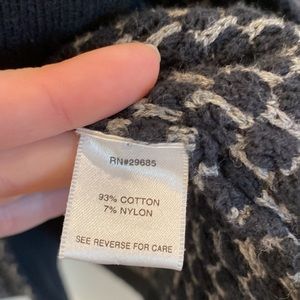 RN#29685
93% COTTON
7% NYLON
SEE REVERSE FOR CARE